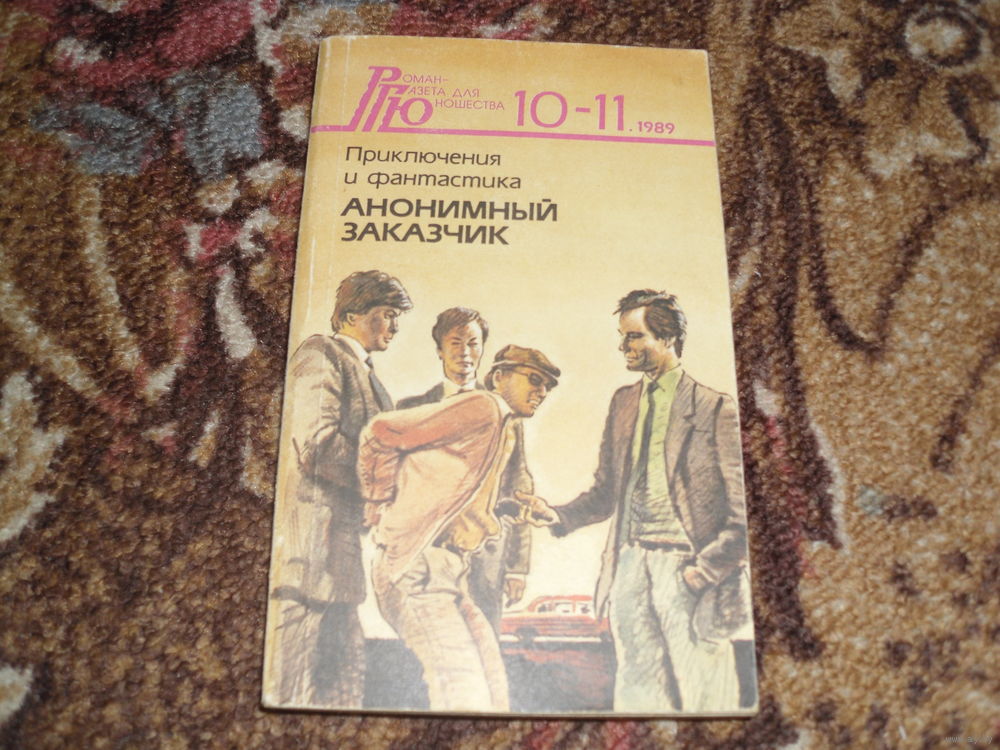 РОМАН-
ГАЗЕТА ДЛЯ
ЮНОШЕСТВА
10-11.1989
Приключения
и фантастика
АНОНИМНЫЙ
ЗАКАЗЧИК